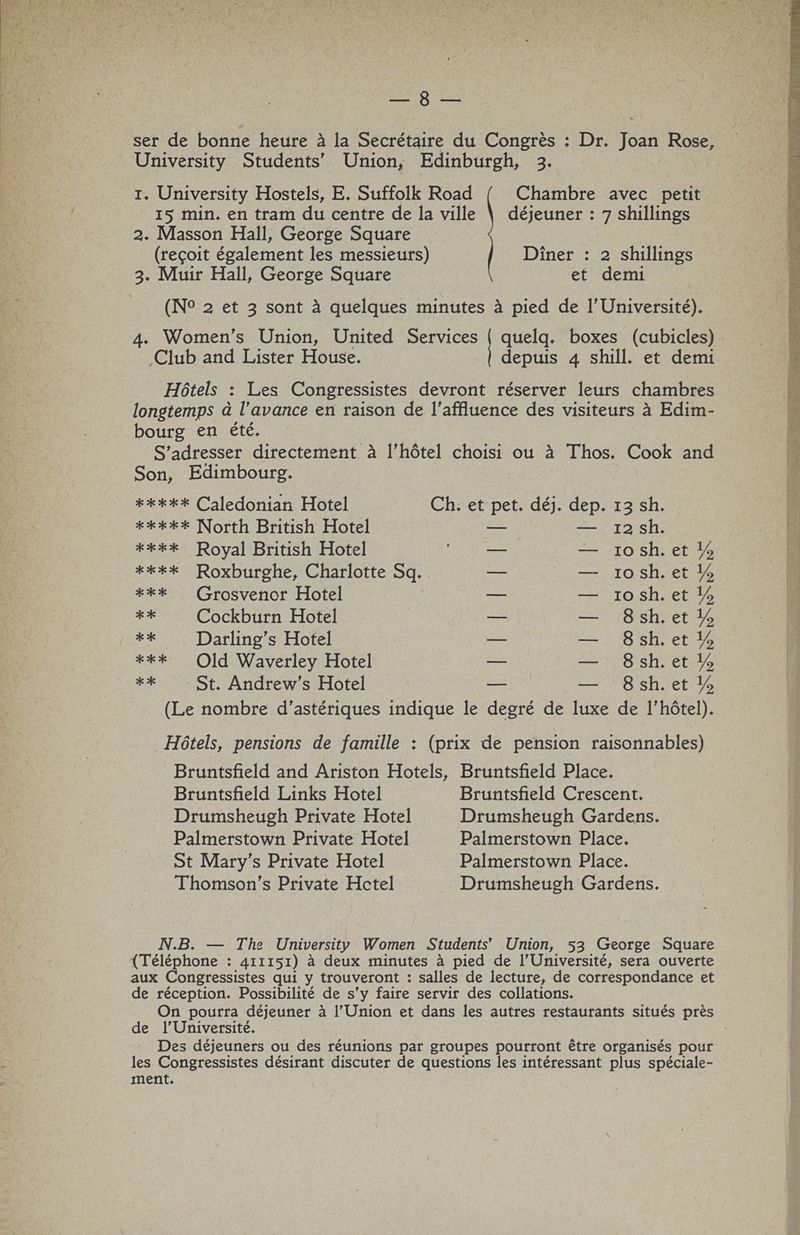 — 8 —
ser de bonne heure à la Secrétaire du Congrès : Dr. Joan Rose,
University Students' Union, Edinburgh, 3.
1. University Hostels, E. Suffolk Road { Chambre avec petit
15 min. en tram du centre de la ville déjeuner : 7 shillings
2. Masson Hall, George Square
(reçoit également les messieurs) Dîner : 2 shillings
3. Muir Hall, George Square et demi
(Nº 2 et 3 sont à quelques minutes à pied de l'Université).
4. Women's Union, United Services { quelq. boxes (cubicles)
Club and Lister House. depuis 4 shill. et demi
Hôtels : Les Congressistes devront réserver leurs chambres
longtemps à l'avance en raison de l'affluence des visiteurs à Edim-
bourg en été.
S'adresser directement à l'hôtel choisi ou à Thos. Cook and
Son, Edimbourg.
***** Caledonian Hotel Ch. et pet. déj. dep. 13 sh.
***** North British Hotel — — 12 sh.
**** Royal British Hotel — — 10 sh. et ½
**** Roxburghe, Charlotte Sq. — — 10 sh. et ½
*** Grosvenor Hotel — — 10 sh. et ½
** Cockburn Hotel — — 8 sh. et ½
** Darling's Hotel — — 8 sh. et ½
*** Old Waverley Hotel — — 8 sh. et ½
** St. Andrew's Hotel — — 8 sh. et ½
(Le nombre d'astériques indique le degré de luxe de l'hôtel).
Hôtels, pensions de famille : (prix de pension raisonnables)
Bruntsfield and Ariston Hotels, Bruntsfield Place.
Bruntsfield Links Hotel Bruntsfield Crescent.
Drumsheugh Private Hotel Drumsheugh Gardens.
Palmerstown Private Hotel Palmerstown Place.
St Mary's Private Hotel Palmerstown Place.
Thomson's Private Hotel Drumsheugh Gardens.
N.B. — The University Women Students' Union, 53 George Square
(Téléphone : 411151) à deux minutes à pied de l'Université, sera ouverte
aux Congressistes qui y trouveront : salles de lecture, de correspondance et
de réception. Possibilité de s'y faire servir des collations.
On pourra déjeuner à l'Union et dans les autres restaurants situés près
de l'Université.
Des déjeuners ou des réunions par groupes pourront être organisés pour
les Congressistes désirant discuter de questions les intéressant plus spéciale-
ment.